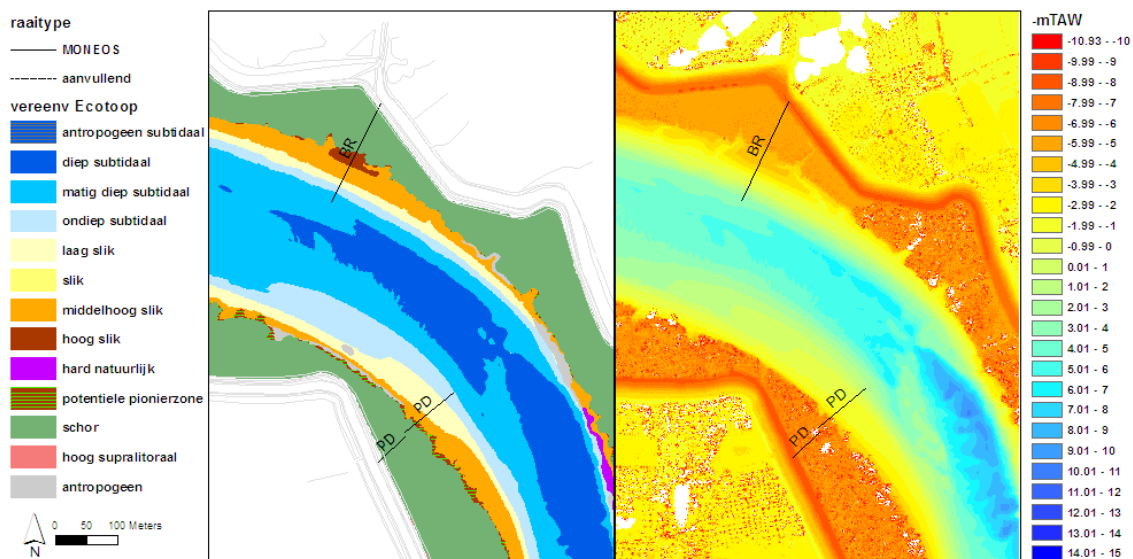 raaitype
MONEOS
aanvullend
vereenv Ecotoop
antropogeen subtidaal
diep subtidaal
matig diep subtidaal
ondiep subtidaal
laag slik
slik
middelhoog slik
hoog slik
hard natuurlijk
potentiele pionierzone
schor
hoog supralitoraal
antropogeen
0 50 100 Meters
N
BR
PD
PD
BR
PD
PD
-mTAW
-10.93 - -10
-9.99 - -9
-8.99 - -8
-7.99 - -7
-6.99 - -6
-5.99 - -5
-4.99 - -4
-3.99 - -3
-2.99 - -2
-1.99 - -1
-0.99 - 0
0.01 - 1
1.01 - 2
2.01 - 3
3.01 - 4
4.01 - 5
5.01 - 6
6.01 - 7
7.01 - 8
8.01 - 9
9.01 - 10
10.01 - 11
11.01 - 12
12.01 - 13
13.01 - 14
14.01 - 15